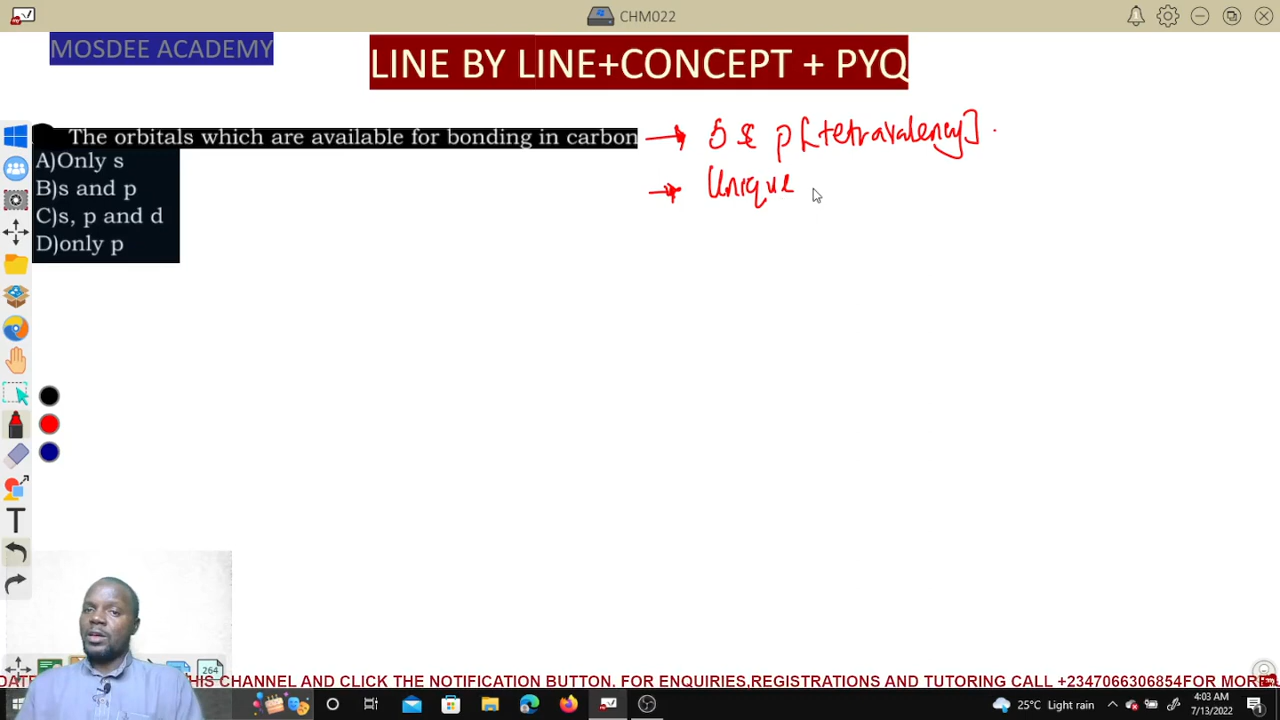 CHM022
MOSDEE ACADEMY
LINE BY LINE+CONCEPT + PYQ
The orbitals which are available for bonding in carbon
→ s & p [tetravalency].
A)Only s
B)s and p
C)s, p and d
D)only p
→ Unique
T
264
THIS CHANNEL AND CLICK THE NOTIFICATION BUTTON. FOR ENQUIRIES,REGISTRATIONS AND TUTORING CALL +2347066306854FOR MORE
25°C Light rain
4:03 AM
7/13/2022